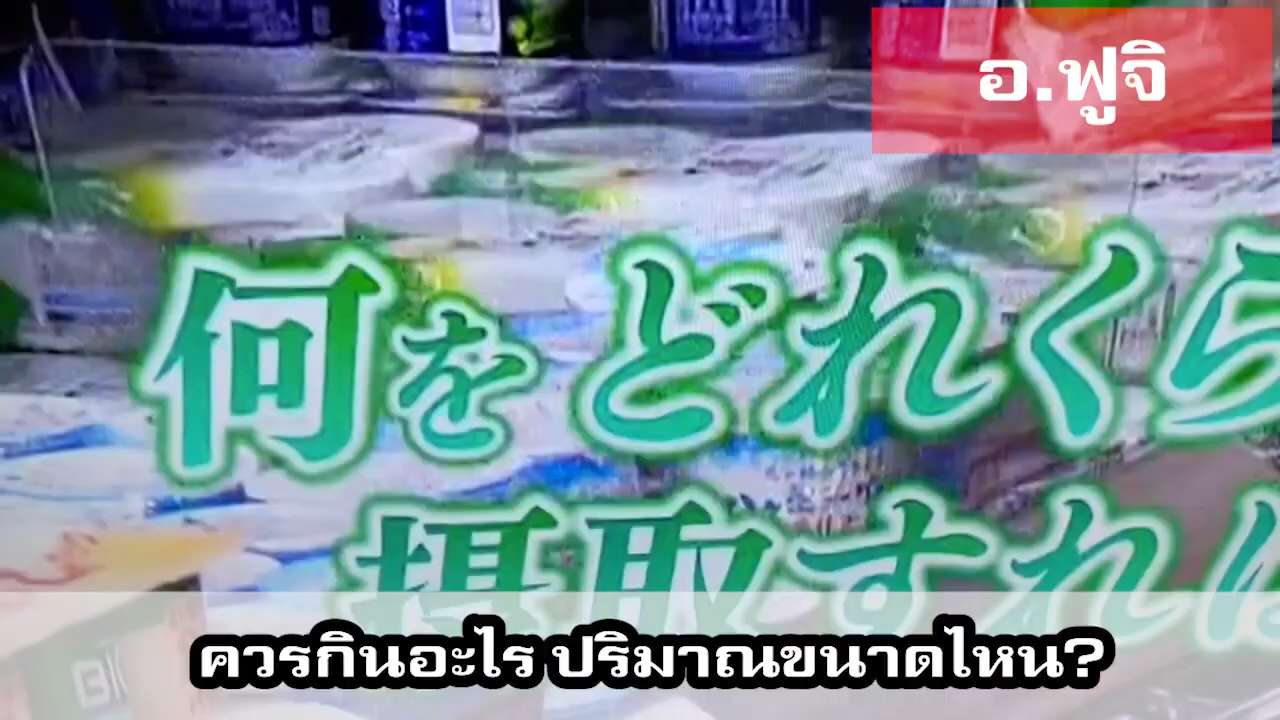 อ.ฟูจิ
何をどれくら
摂取すれば
ควรกินอะไร ปริมาณขนาดไหน?